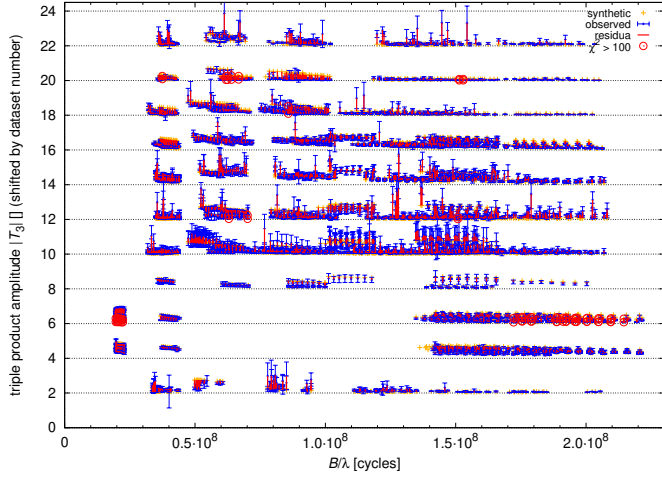 24
22
20
18
16
14
12
10
8
6
4
2
0
triple product amplitude |T3| [] (shifted by dataset number)
synthetic
observed
residua
χ² > 100
0 0.5·10⁸ 1.0·10⁸ 1.5·10⁸ 2.0·10⁸
B/λ [cycles]